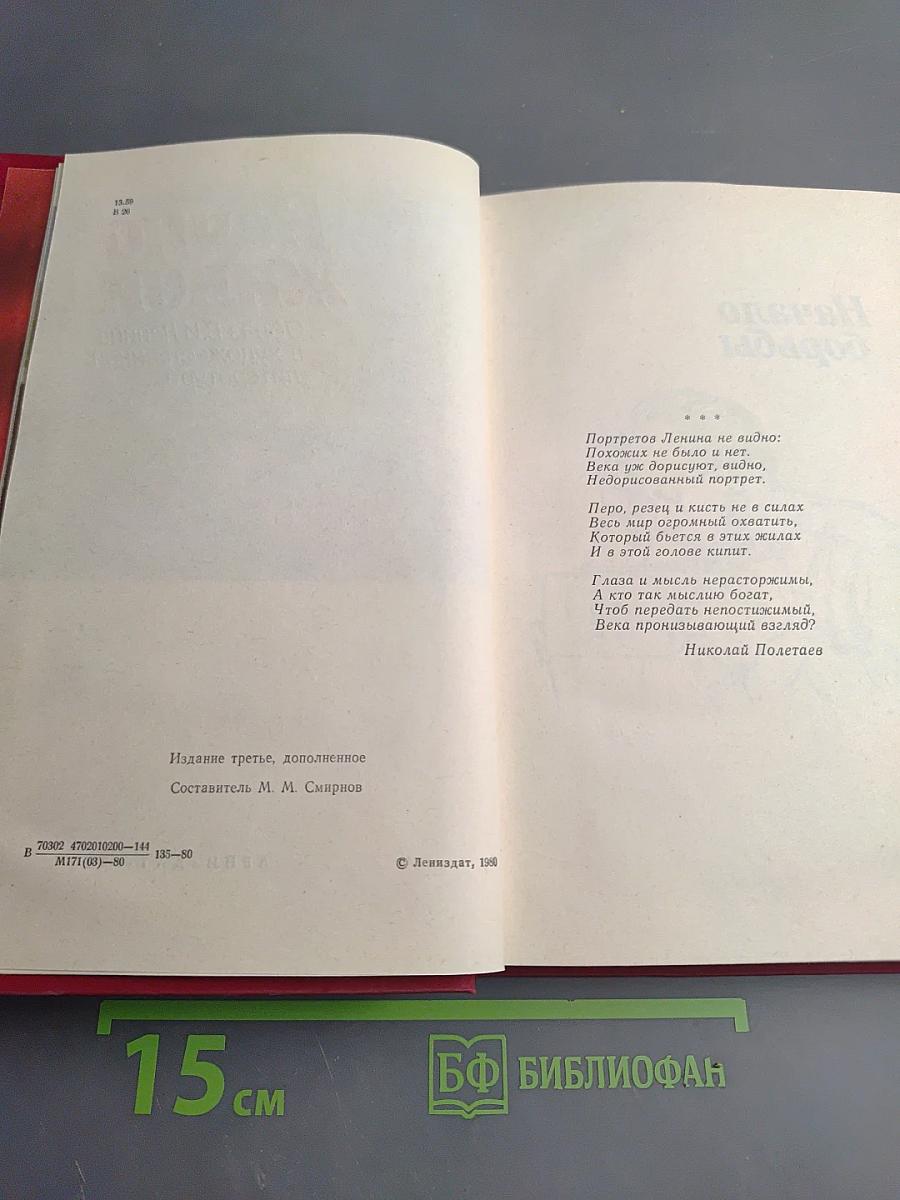 13.59
В 26
Издание третье, дополненное
Составитель М. М. Смирнов
В 70302 4702010200—144
М171(03)—80 135—80
© Лениздат, 1980
Начало
борьбы
* * *
Портретов Ленина не видно:
Похожих не было и нет.
Века уж дорисуют, видно,
Недорисованный портрет.
Перо, резец и кисть не в силах
Весь мир огромный охватить,
Который бьется в этих жилах
И в этой голове кипит.
Глаза и мысль нерасторжимы,
А кто так мыслию богат,
Чтоб передать непостижимый,
Века пронизывающий взгляд?
Николай Полетаев
15 см
БФ БИБЛИОФАН